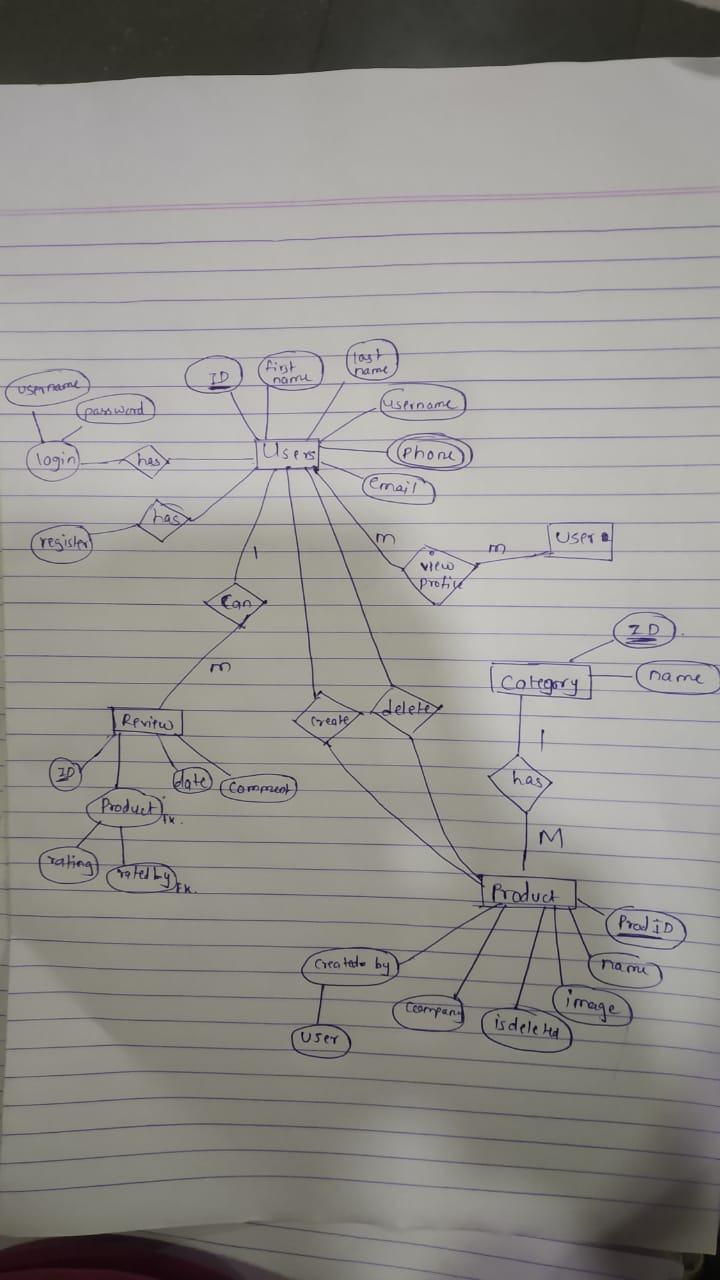 last
name
first
name
ID
username
username
password
Users
phone
login
has
email
has
register
m
User
m
view
profile
1
can
ID
m
Category
name
delete
Review
create
1
ID
date
comment
has
Product FK.
M
rating
rated by FK.
Product
Prod ID
created by
name
image
company
isdeleted
user